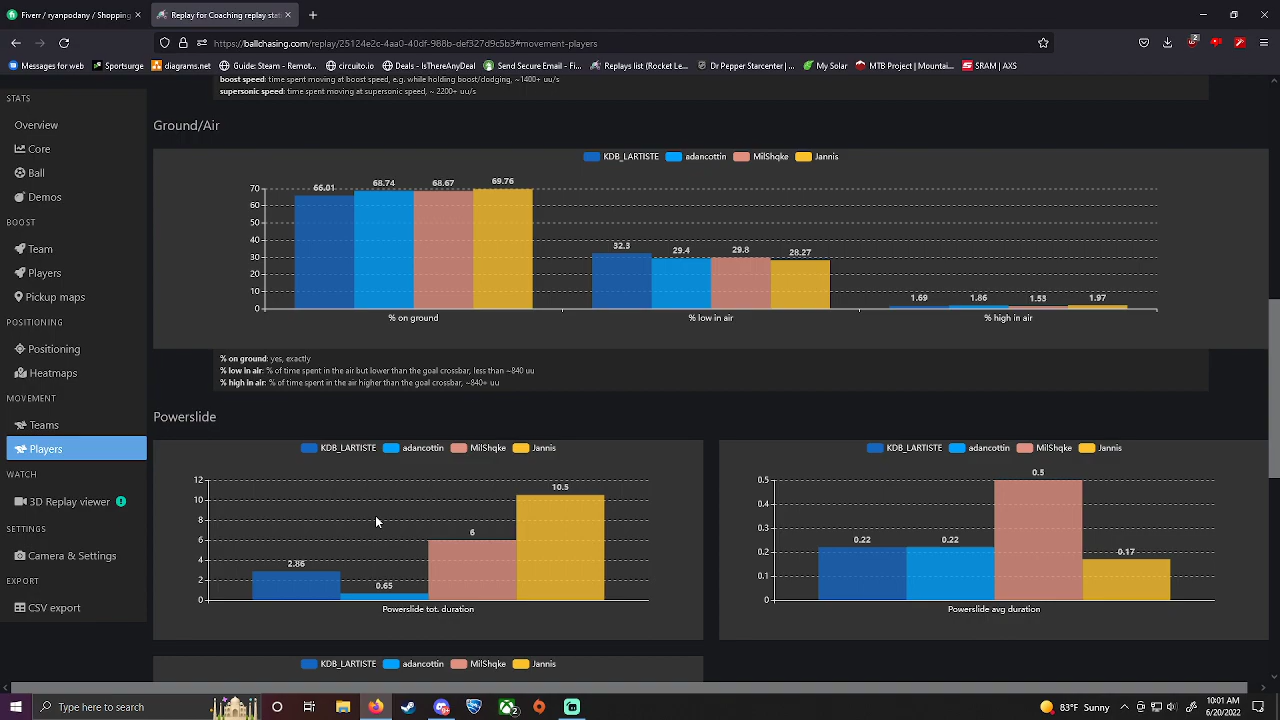 Fiverr / ryanpodany / Shopping
Replay for Coaching replay stat
https://ballchasing.com/replay/25124e2c-4aa0-40df-988b-def327d9c5b3#movement-players
Messages for web
Sportsurge
diagrams.net
Guide: Steam - Remot...
circuito.io
Deals - IsThereAnyDeal
Send Secure Email - Fi...
Replays list (Rocket Le...
Dr Pepper Starcenter |...
My Solar
MTB Project | Mountai...
SRAM | AXS
boost speed: time spent moving at boost speed, e.g. while holding boost/dodging, ~1400+ uu/s
supersonic speed: time spent moving at supersonic speed, ~ 2200+ uu/s
STATS
Overview
Core
Ball
Demos
BOOST
Team
Players
Pickup maps
POSITIONING
Positioning
Heatmaps
MOVEMENT
Teams
Players
WATCH
3D Replay viewer
SETTINGS
Camera & Settings
EXPORT
CSV export
Ground/Air
KDB_LARTISTE adancottin MilShqke Jannis
70
60
50
40
30
20
10
0
66.01 68.74 68.67 69.76
32.3 29.4 29.8 28.27
1.69 1.86 1.53 1.97
% on ground % low in air % high in air
% on ground: yes, exactly
% low in air: % of time spent in the air but lower than the goal crossbar, less than ~840 uu
% high in air: % of time spent in the air higher than the goal crossbar, ~840+ uu
Powerslide
KDB_LARTISTE adancottin MilShqke Jannis
12
10
8
6
4
2
0
2.86 0.65 6 10.5
Powerslide tot. duration
KDB_LARTISTE adancottin MilShqke Jannis
0.5
0.4
0.3
0.2
0.1
0
0.22 0.22 0.5 0.17
Powerslide avg duration
KDB_LARTISTE adancottin MilShqke Jannis
Type here to search
2
83°F Sunny
10:01 AM
6/20/2022